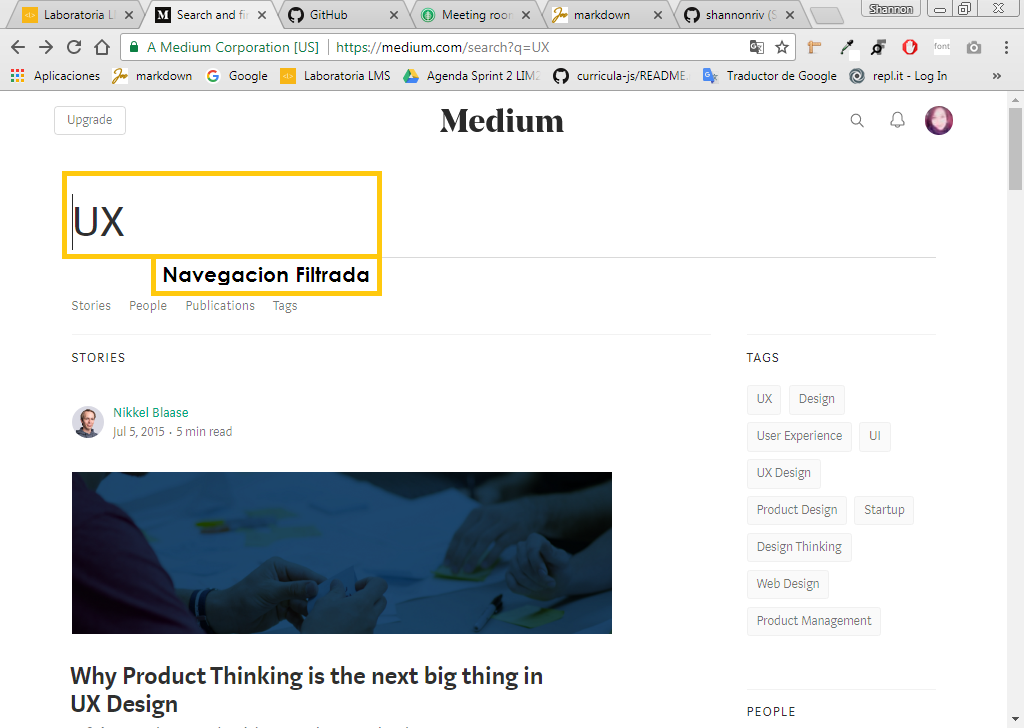 Laboratoria L
Search and fi
GitHub
Meeting roo
markdown
shannonriv (S
Shannon
A Medium Corporation [US]
https://medium.com/search?q=UX
font
Aplicaciones
markdown
Google
Laboratoria LMS
Agenda Sprint 2 LIM2
curricula-js/README.
Traductor de Google
repl.it - Log In
»
Upgrade
Medium
UX
Navegacion Filtrada
Stories People Publications Tags
STORIES
Nikkel Blaase
Jul 5, 2015 · 5 min read
Why Product Thinking is the next big thing in
UX Design
TAGS
UX Design
User Experience UI
UX Design
Product Design Startup
Design Thinking
Web Design
Product Management
PEOPLE